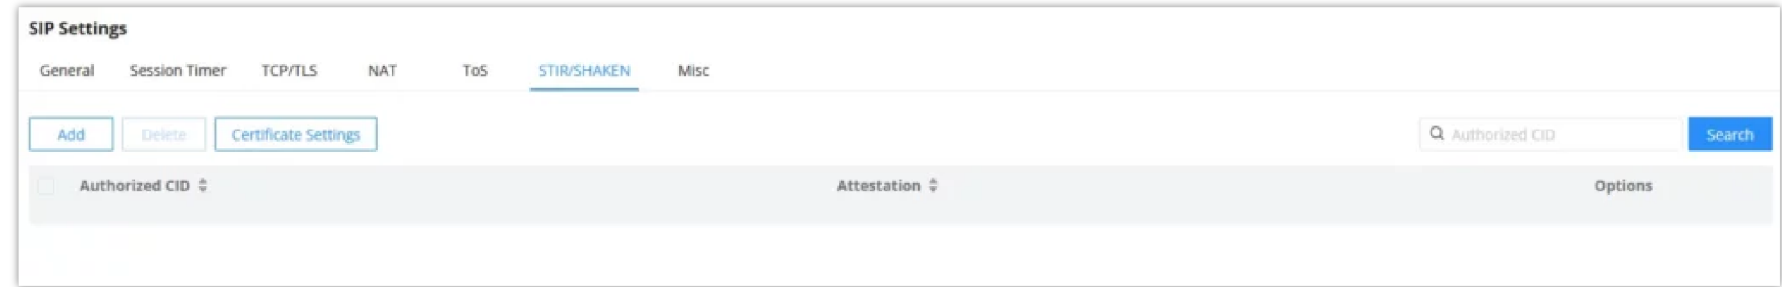 SIP Settings
General Session Timer TCP/TLS NAT ToS STIR/SHAKEN Misc
Add Delete Certificate Settings Authorized CID Search
Authorized CID Attestation Options